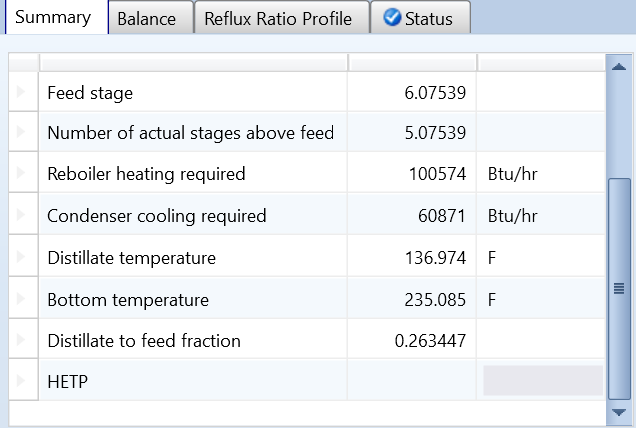 Summary Balance Reflux Ratio Profile Status
Feed stage 6.07539
Number of actual stages above feed 5.07539
Reboiler heating required 100574 Btu/hr
Condenser cooling required 60871 Btu/hr
Distillate temperature 136.974 F
Bottom temperature 235.085 F
Distillate to feed fraction 0.263447
HETP